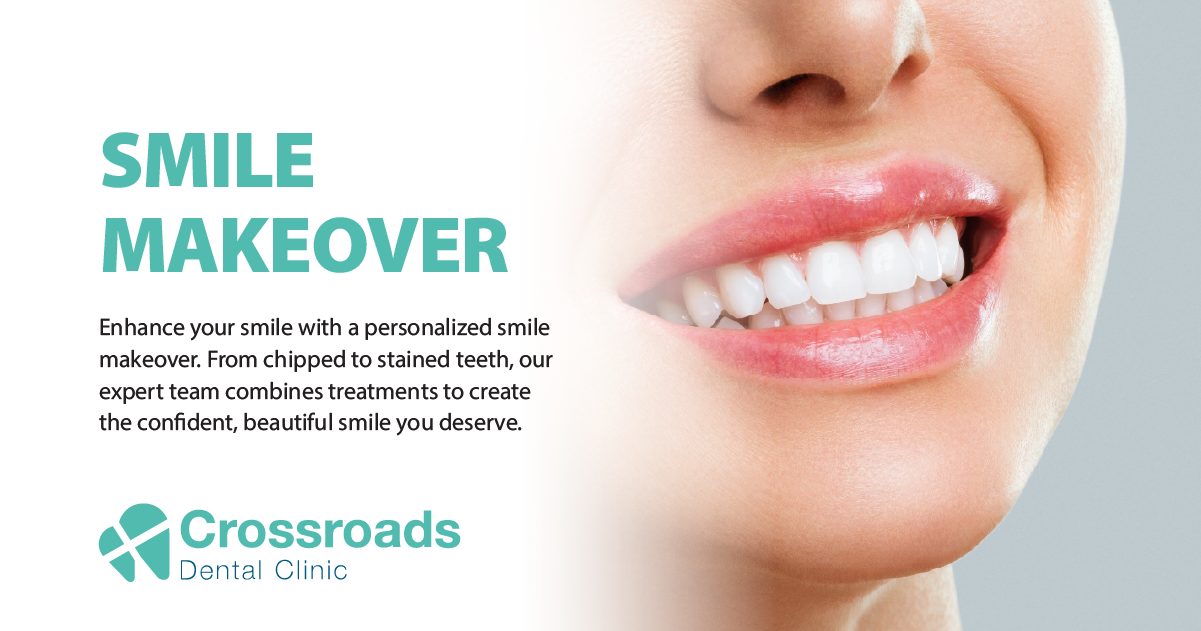 SMILE
MAKEOVER
Enhance your smile with a personalized smile
makeover. From chipped to stained teeth, our
expert team combines treatments to create
the confident, beautiful smile you deserve.
Crossroads
Dental Clinic